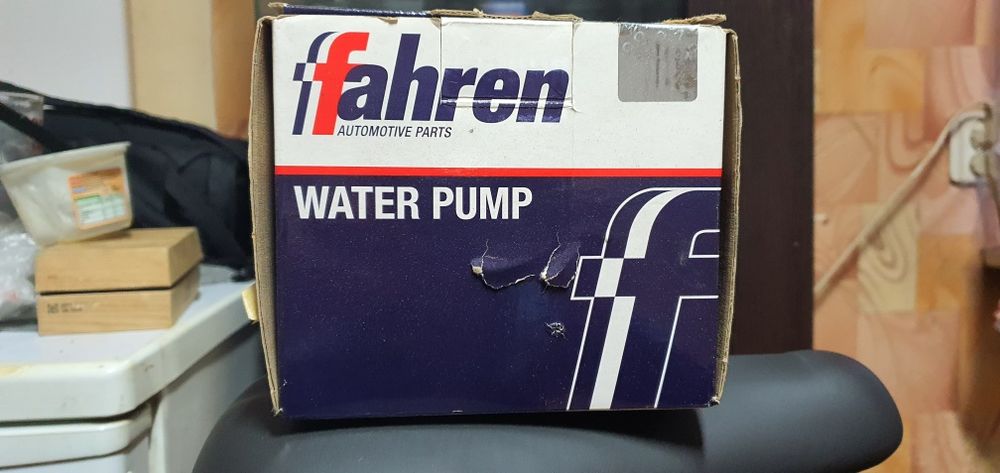 fahren
AUTOMOTIVE PARTS
WATER PUMP
f